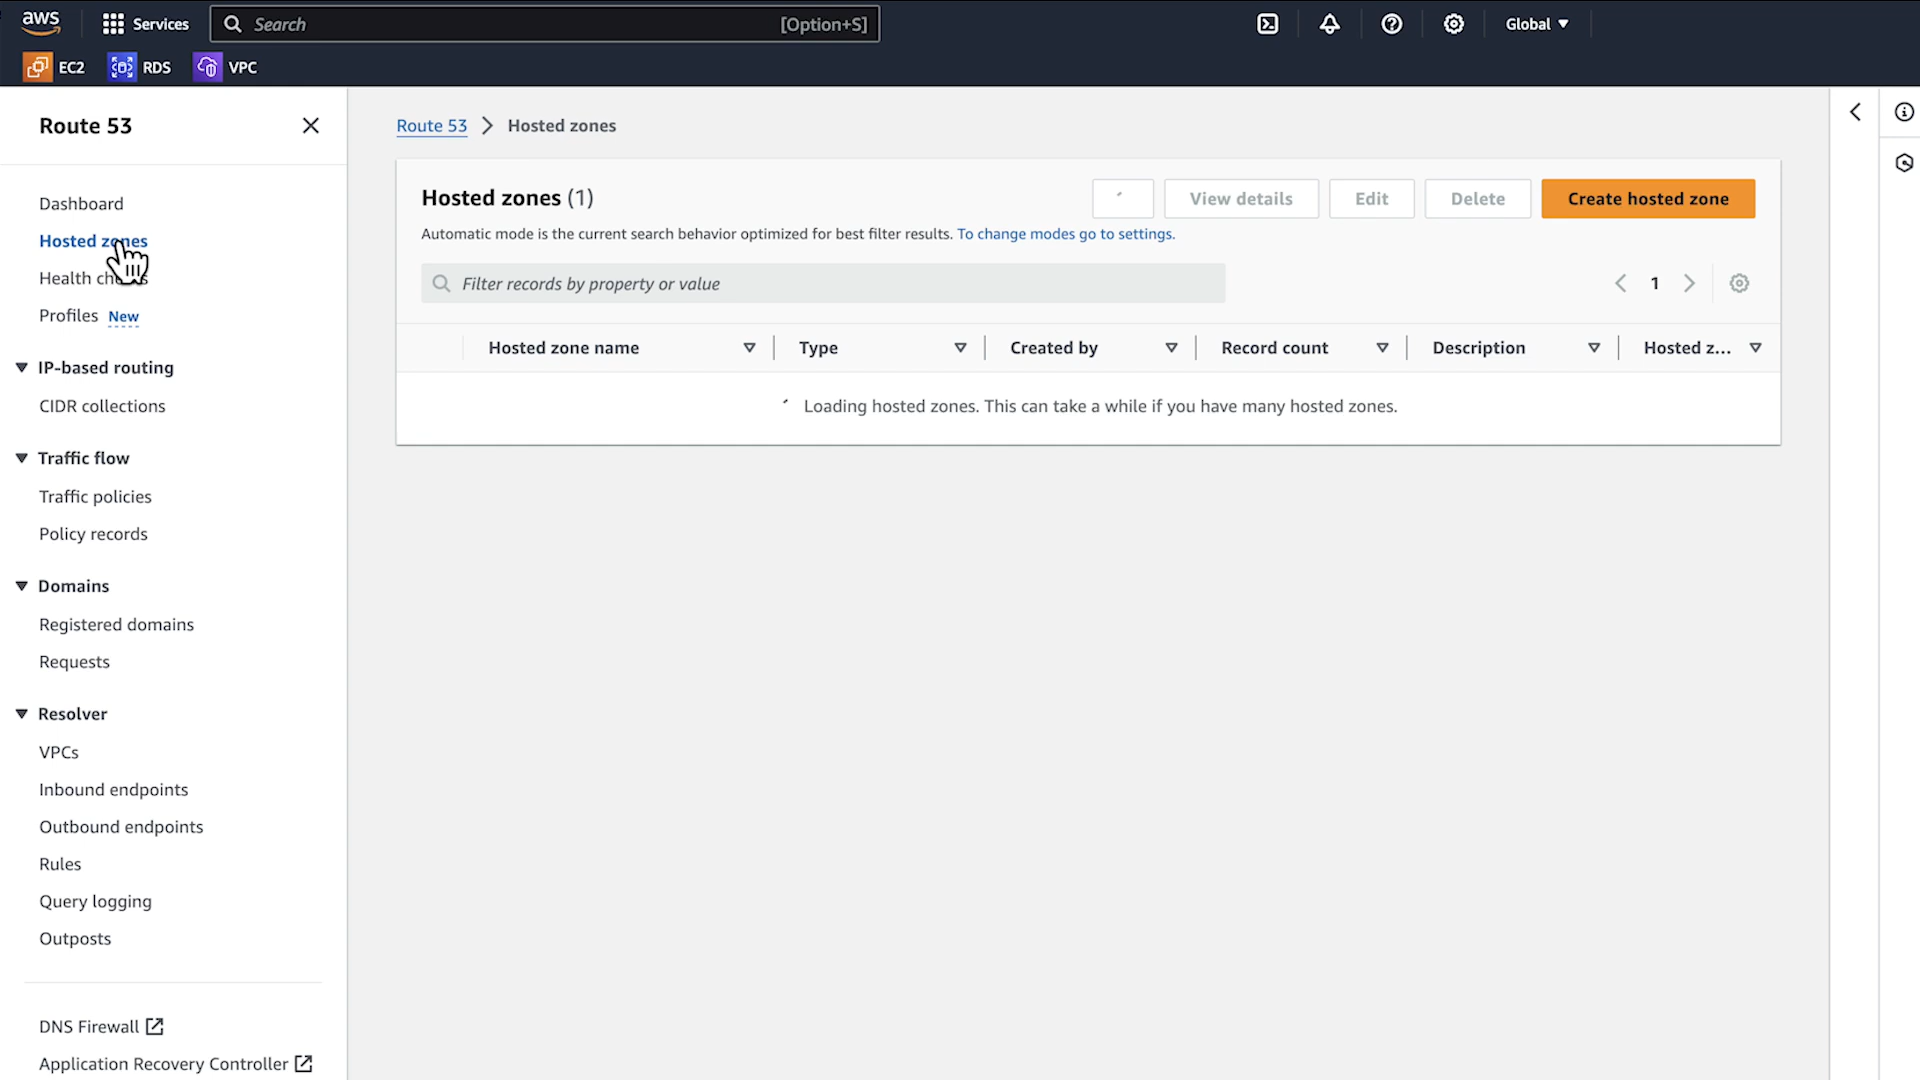 aws
Services
Search
[Option+S]
Global
EC2
RDS
VPC
Route 53
Dashboard
Hosted zones
Health checks
Profiles New
IP-based routing
CIDR collections
Traffic flow
Traffic policies
Policy records
Domains
Registered domains
Requests
Resolver
VPCs
Inbound endpoints
Outbound endpoints
Rules
Query logging
Outposts
DNS Firewall
Application Recovery Controller
Route 53 > Hosted zones
Hosted zones (1)
View details
Edit
Delete
Create hosted zone
Automatic mode is the current search behavior optimized for best filter results. To change modes go to settings.
Filter records by property or value
1
Hosted zone name
Type
Created by
Record count
Description
Hosted z...
Loading hosted zones. This can take a while if you have many hosted zones.